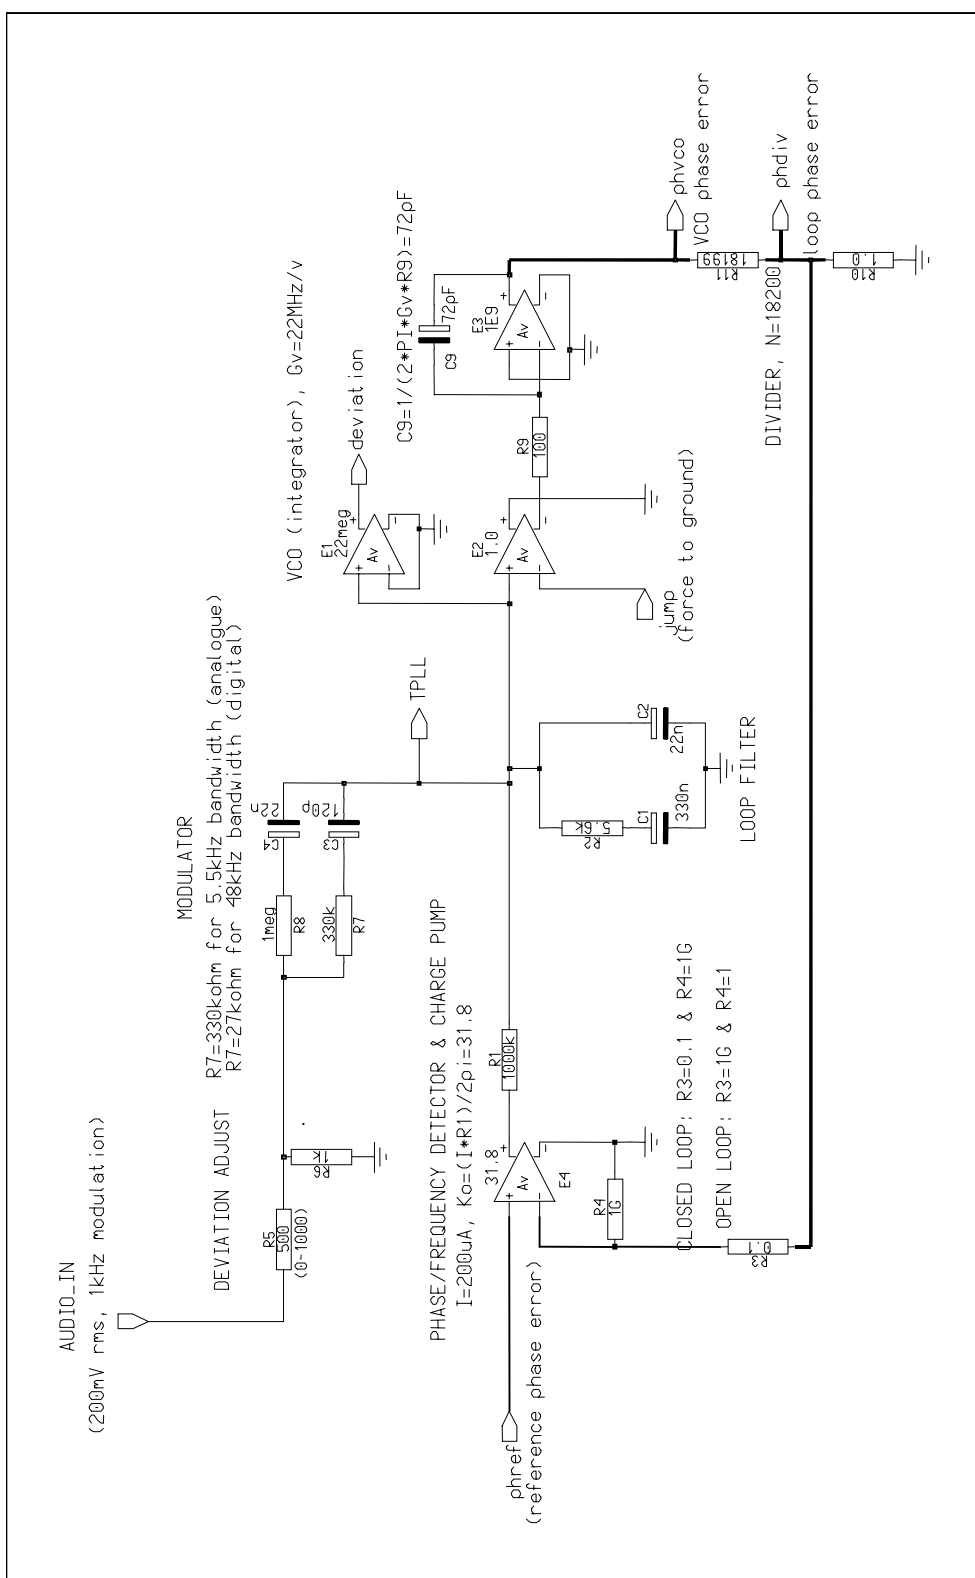 AUDIO_IN
(200mV rms, 1kHz modulation)
DEVIATION ADJUST
R5
500
(0-1000)
R6
1k
MODULATOR
R7=330kohm for 5.5kHz bandwidth (analogue)
R7=27kohm for 48kHz bandwidth (digital)
1meg
R8
330k
R7
22n
C4
120p
C3
TPLL
VCO (integrator), Gv=22MHz/v
E1
22meg
Av
+
-
+
-
deviation
C9=1/(2*PI*Gv*R9)=72pF
72pF
C9
PHASE/FREQUENCY DETECTOR & CHARGE PUMP
I=200uA, Ko=(I*R1)/2pi=31.8
phref
(reference phase error)
31.8
Av
E4
+
-
+
-
R1
1000k
R4
1G
R3
0.1
CLOSED LOOP: R3=0.1 & R4=1G
OPEN LOOP: R3=1G & R4=1
R2
5.6k
C1
330n
C2
22n
LOOP FILTER
E2
1.0
Av
+
-
+
-
jump
(force to ground)
R9
100
E3
1E9
Av
+
-
+
-
phvco
VCO phase error
R11
18199
phdiv
loop phase error
R10
1.0
DIVIDER, N=18200